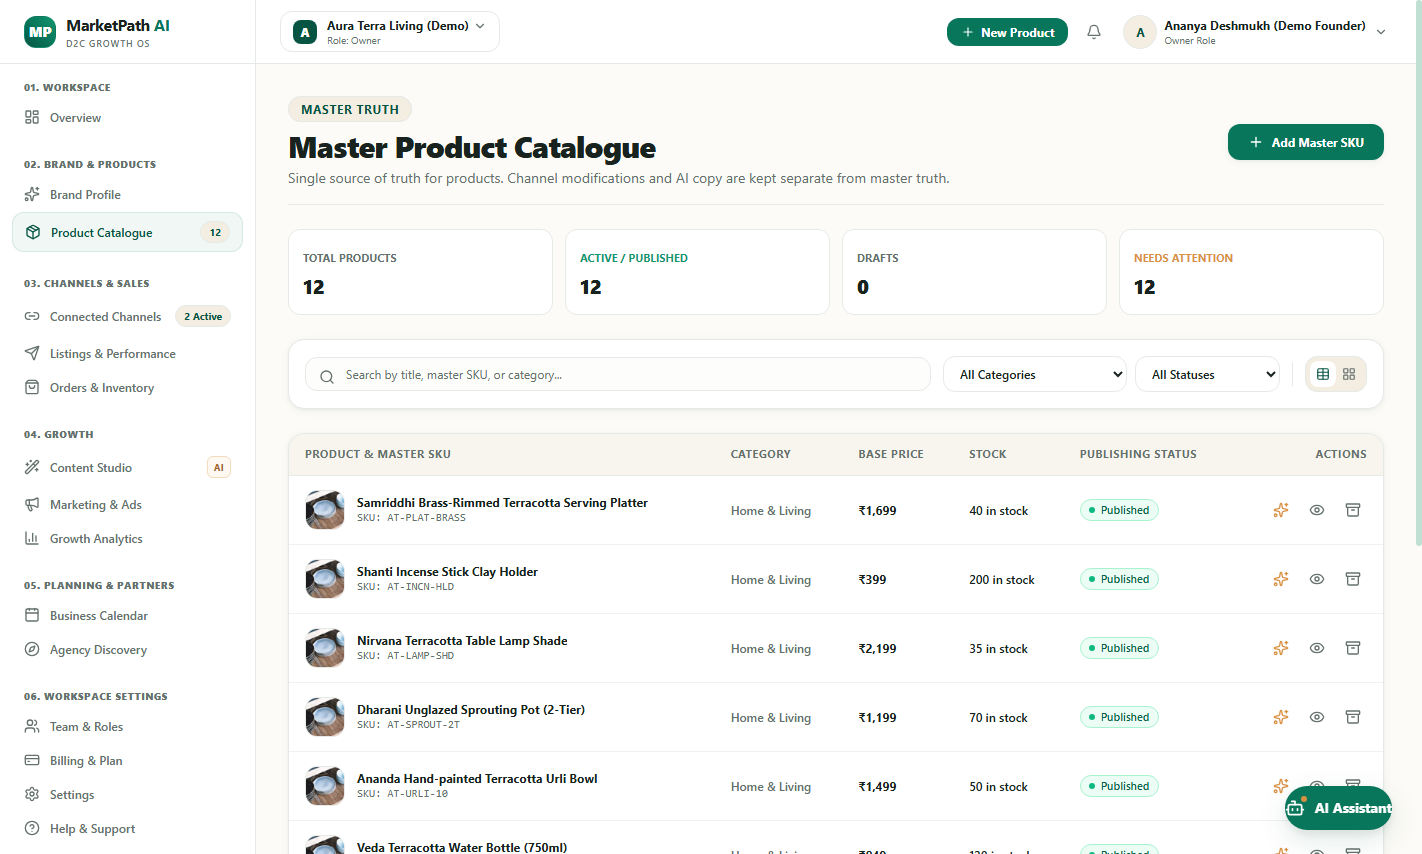 MP
MarketPath AI
D2C GROWTH OS
A
Aura Terra Living (Demo)
Role: Owner
New Product
A
Ananya Deshmukh (Demo Founder)
Owner Role
01. WORKSPACE
Overview
02. BRAND & PRODUCTS
Brand Profile
Product Catalogue
12
03. CHANNELS & SALES
Connected Channels
2 Active
Listings & Performance
Orders & Inventory
04. GROWTH
Content Studio
AI
Marketing & Ads
Growth Analytics
05. PLANNING & PARTNERS
Business Calendar
Agency Discovery
06. WORKSPACE SETTINGS
Team & Roles
Billing & Plan
Settings
Help & Support
MASTER TRUTH
Master Product Catalogue
Single source of truth for products. Channel modifications and AI copy are kept separate from master truth.
Add Master SKU
TOTAL PRODUCTS
12
ACTIVE / PUBLISHED
12
DRAFTS
0
NEEDS ATTENTION
12
Search by title, master SKU, or category...
All Categories
All Statuses
PRODUCT & MASTER SKU CATEGORY BASE PRICE STOCK PUBLISHING STATUS ACTIONS
Samriddhi Brass-Rimmed Terracotta Serving Platter
SKU: AT-PLAT-BRASS
Home & Living ₹1,699 40 in stock Published
Shanti Incense Stick Clay Holder
SKU: AT-INCN-HLD
Home & Living ₹399 200 in stock Published
Nirvana Terracotta Table Lamp Shade
SKU: AT-LAMP-SHD
Home & Living ₹2,199 35 in stock Published
Dharani Unglazed Sprouting Pot (2-Tier)
SKU: AT-SPROUT-2T
Home & Living ₹1,199 70 in stock Published
Ananda Hand-painted Terracotta Urli Bowl
SKU: AT-URLI-10
Home & Living ₹1,499 50 in stock Published
AI Assistant
Veda Terracotta Water Bottle (750ml)